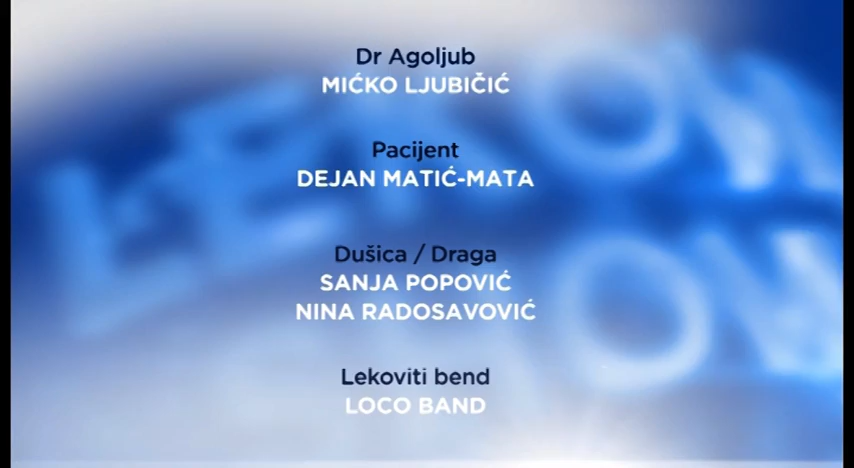 Dr Agoljub
MIĆKO LJUBIČIĆ
Pacijent
DEJAN MATIĆ-MATA
Dušica / Draga
SANJA POPOVIĆ
NINA RADOSAVOVIĆ
Lekoviti bend
LOCO BAND